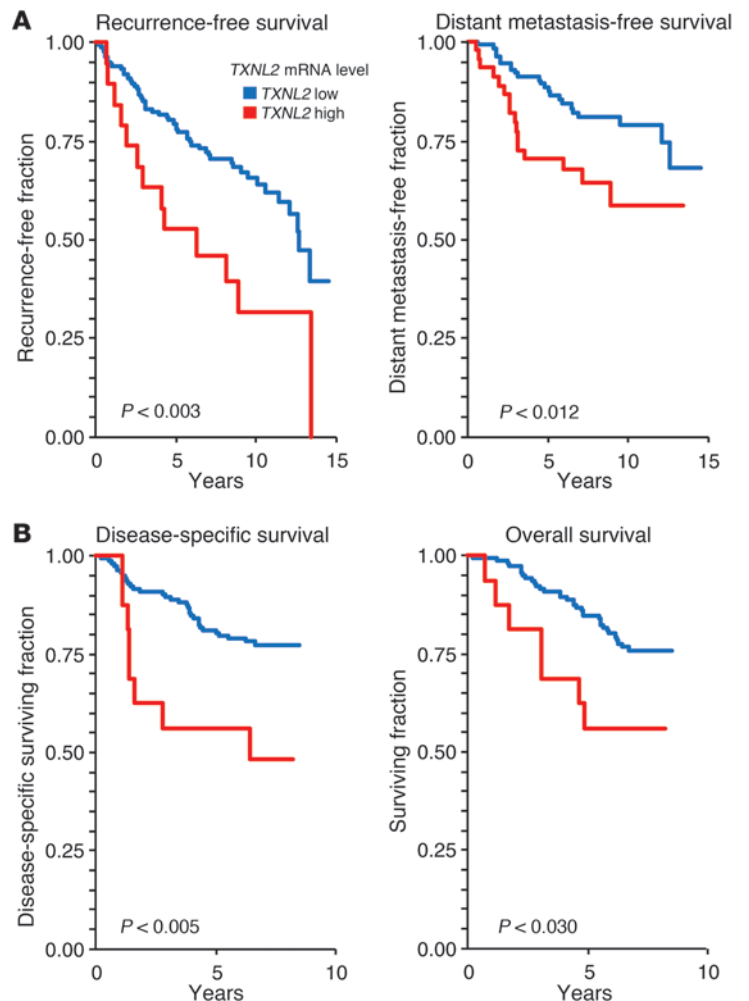 A
Recurrence-free survival
Distant metastasis-free survival
TXNL2 mRNA level
TXNL2 low
TXNL2 high
Recurrence-free fraction
1.00
0.75
0.50
0.25
0.00
P < 0.003
0 5 10 15
Years
Distant metastasis-free fraction
1.00
0.75
0.50
0.25
0.00
P < 0.012
0 5 10 15
Years
B
Disease-specific survival
Overall survival
Disease-specific surviving fraction
1.00
0.75
0.50
0.25
0.00
P < 0.005
0 5 10
Years
Surviving fraction
1.00
0.75
0.50
0.25
0.00
P < 0.030
0 5 10
Years